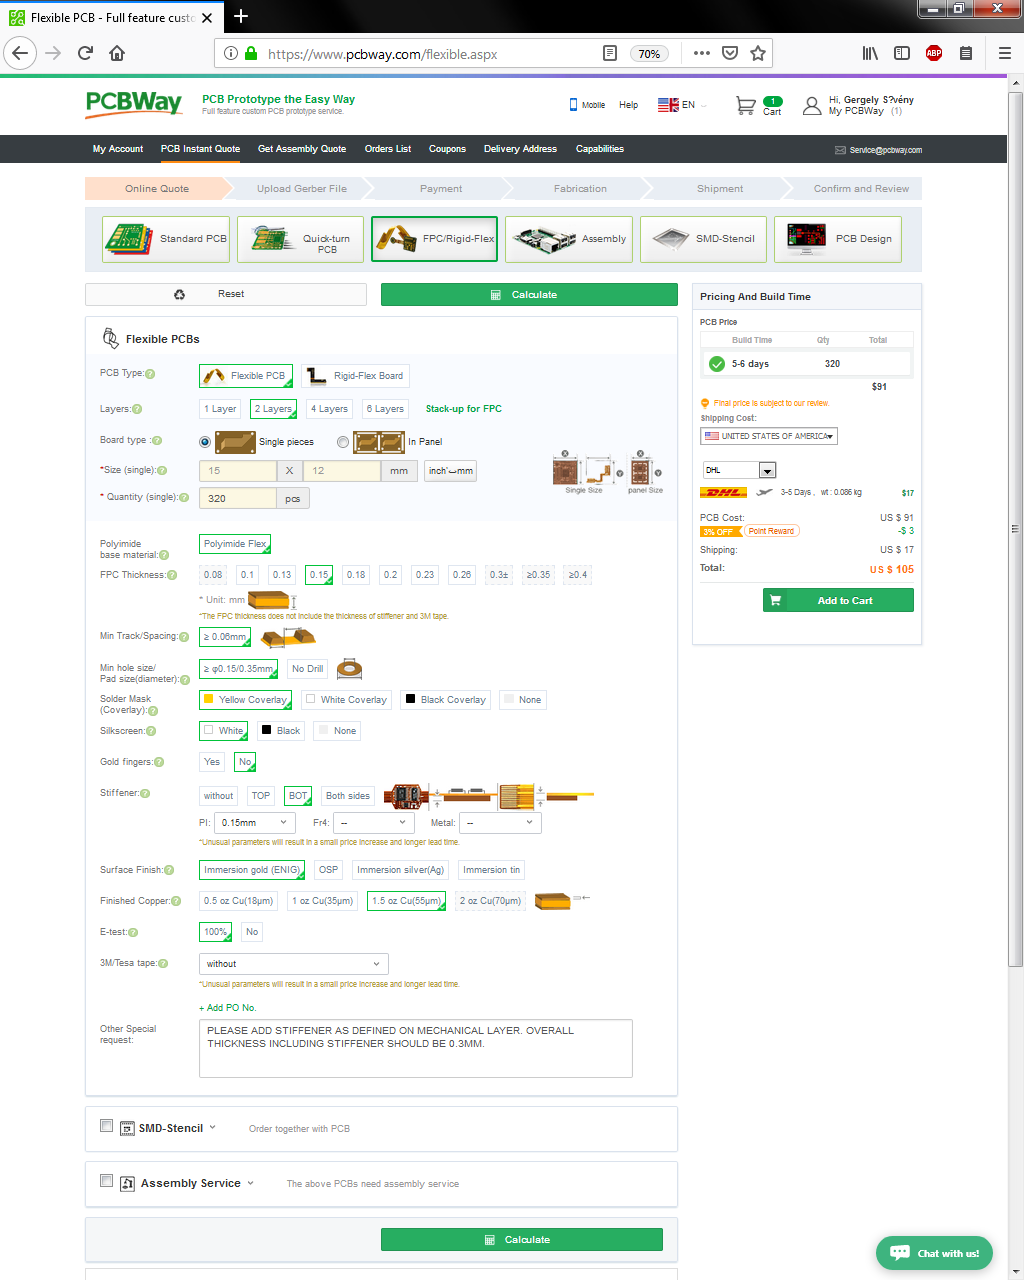 Flexible PCB - Full feature custo
https://www.pcbway.com/flexible.aspx
70%
ABP
PCBWay
PCB Prototype the Easy Way
Full feature custom PCB prototype service.
Mobile
Help
EN
1
Cart
Hi, Gergely S?vény
My PCBWay (1)
My Account
PCB Instant Quote
Get Assembly Quote
Orders List
Coupons
Delivery Address
Capabilities
Service@pcbway.com
Online Quote
Upload Gerber File
Payment
Fabrication
Shipment
Confirm and Review
Standard PCB
Quick-turn
PCB
FPC/Rigid-Flex
Assembly
SMD-Stencil
PCB Design
Reset
Calculate
Flexible PCBs
PCB Type:
Flexible PCB
Rigid-Flex Board
Layers:
1 Layer
2 Layers
4 Layers
6 Layers
Stack-up for FPC
Board type :
Single pieces
In Panel
*Size (single):
15
X
12
mm
inch'↔mm
Single Size
panel Size
* Quantity (single):
320
pcs
Polyimide
base material:
Polyimide Flex
FPC Thickness:
0.08
0.1
0.13
0.15
0.18
0.2
0.23
0.26
0.3±
≥0.35
≥0.4
* Unit: mm
*The FPC thickness does not include the thickness of stiffener and 3M tape.
Min Track/Spacing:
≥ 0.06mm
Min hole size/
Pad size(diameter):
≥ φ0.15/0.35mm
No Drill
Solder Mask
(Coverlay):
Yellow Coverlay
White Coverlay
Black Coverlay
None
Silkscreen:
White
Black
None
Gold fingers:
Yes
No
Stiffener:
without
TOP
BOT
Both sides
PI:
0.15mm
Fr4:
--
Metal:
--
*Unusual parameters will result in a small price increase and longer lead time.
Surface Finish:
Immersion gold (ENIG)
OSP
Immersion silver(Ag)
Immersion tin
Finished Copper:
0.5 oz Cu(18μm)
1 oz Cu(35μm)
1.5 oz Cu(55μm)
2 oz Cu(70μm)
E-test:
100%
No
3M/Tesa tape:
without
*Unusual parameters will result in a small price increase and longer lead time.
+ Add PO No.
Other Special
request:
PLEASE ADD STIFFENER AS DEFINED ON MECHANICAL LAYER. OVERALL
THICKNESS INCLUDING STIFFENER SHOULD BE 0.3MM.
SMD-Stencil
Order together with PCB
Assembly Service
The above PCBs need assembly service
Calculate
Pricing And Build Time
PCB Price
Build Time
Qty
Total
5-6 days
320
$91
Final price is subject to our review.
Shipping Cost:
UNITED STATES OF AMERICA
DHL
DHL
3-5 Days , wt : 0.086 kg
$17
PCB Cost:
US $ 91
3% OFF
Point Reward
-$ 3
Shipping:
US $ 17
Total:
US $ 105
Add to Cart
Chat with us!